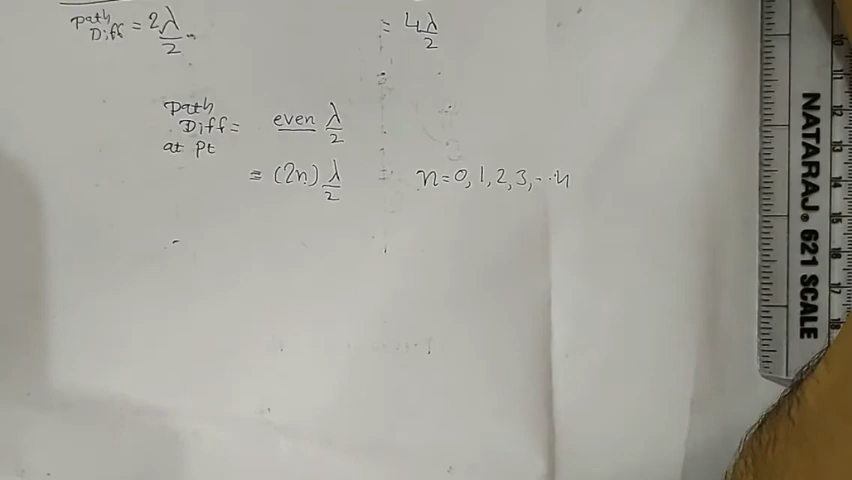 path Diff = 2λ/2 = 4λ/2
path Diff = even λ/2
at pt
= (2n) λ/2 n = 0, 1, 2, 3, ... n
NATARAJ® 621 SCALE
10
11
12
13
14
15
16
17
18